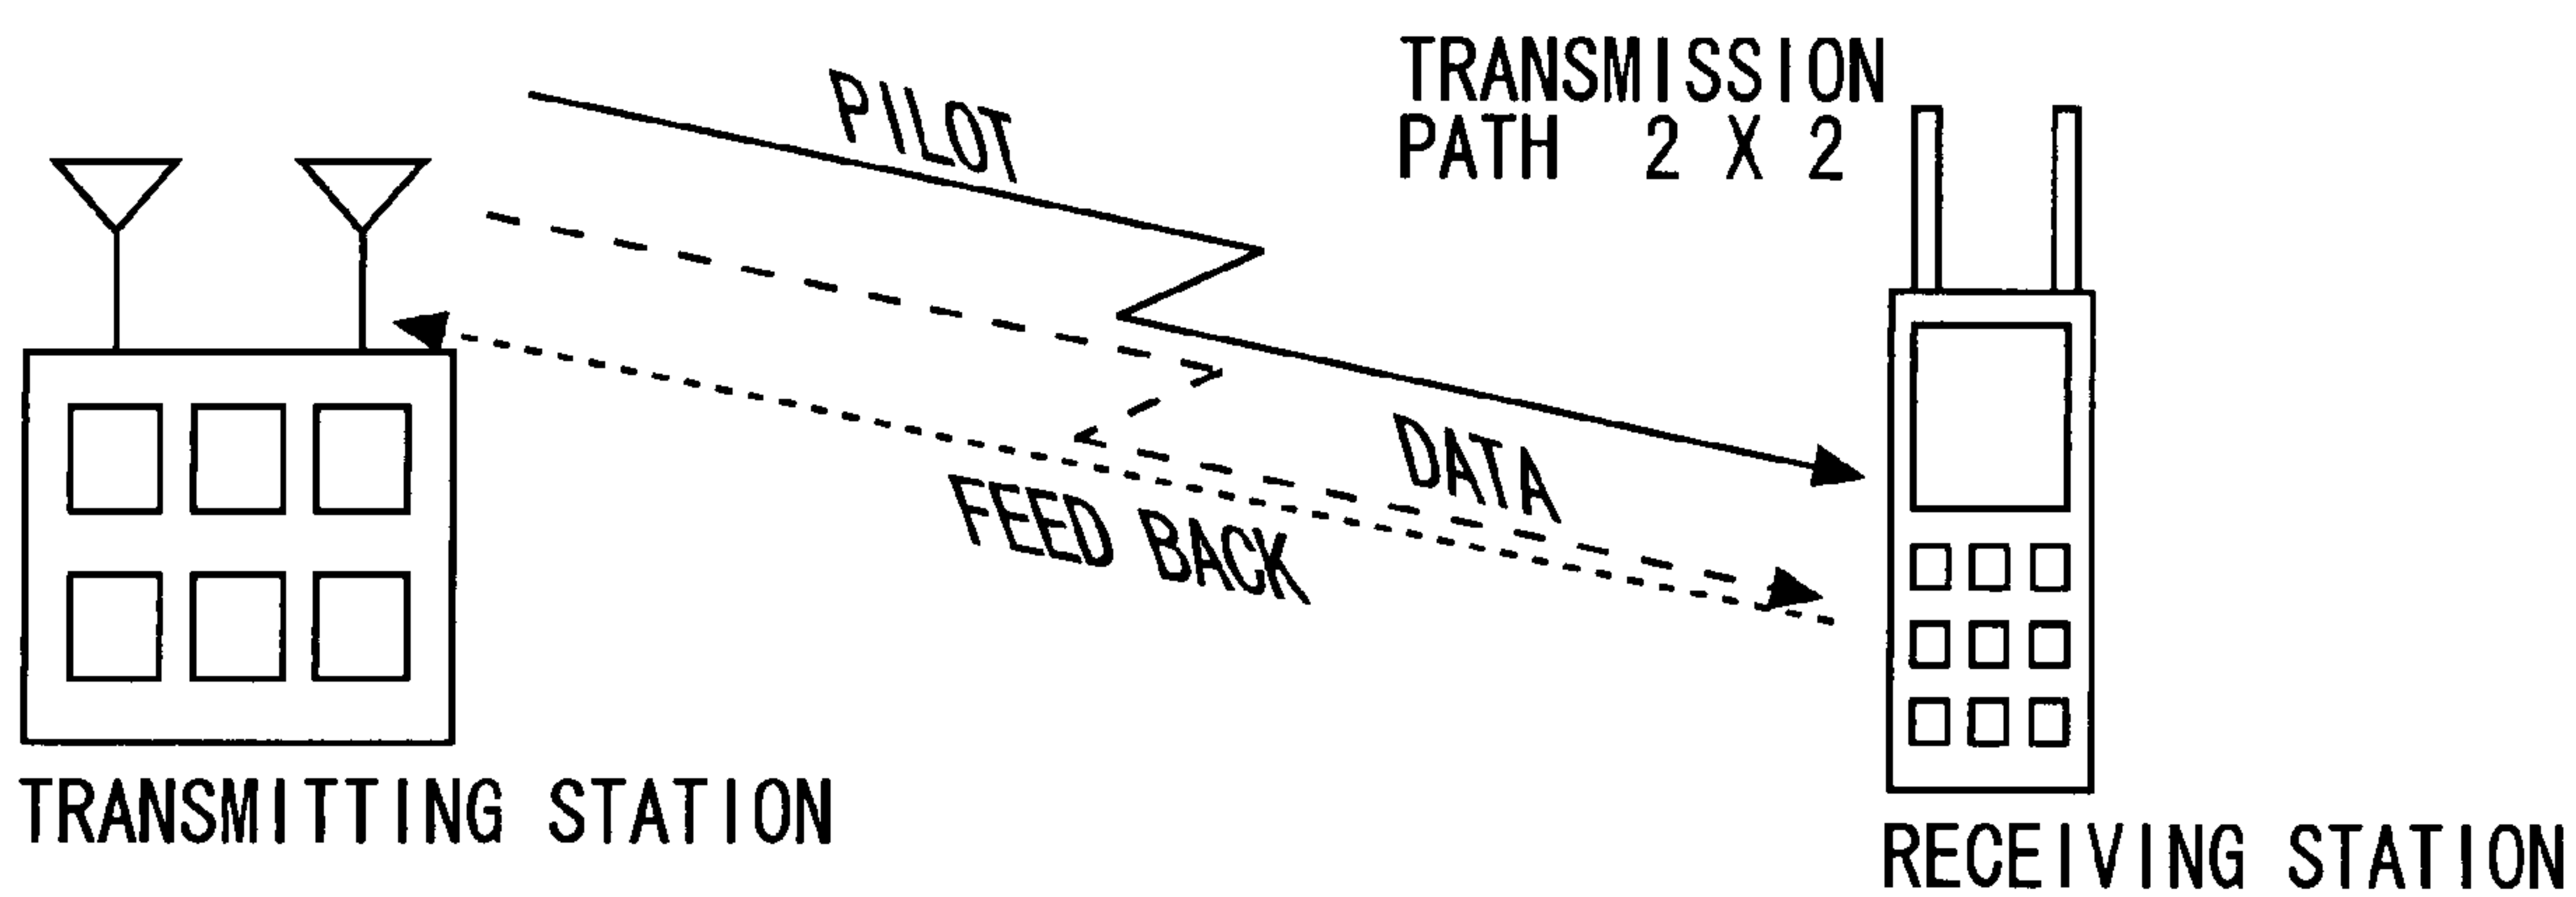 PILOT
TRANSMISSION
PATH 2 X 2
DATA
FEED BACK
TRANSMITTING STATION
RECEIVING STATION